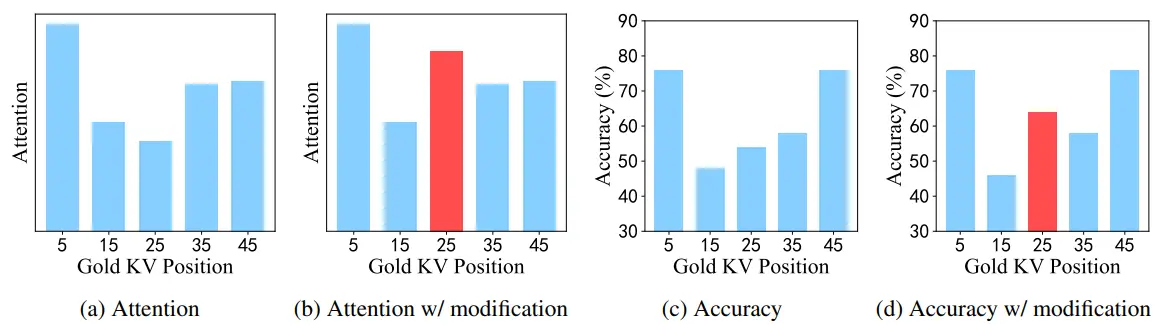 Attention
5 15 25 35 45
Gold KV Position
(a) Attention
Attention
5 15 25 35 45
Gold KV Position
(b) Attention w/ modification
Accuracy (%)
90
80
70
60
50
40
30
5 15 25 35 45
Gold KV Position
(c) Accuracy
Accuracy (%)
90
80
70
60
50
40
30
5 15 25 35 45
Gold KV Position
(d) Accuracy w/ modification